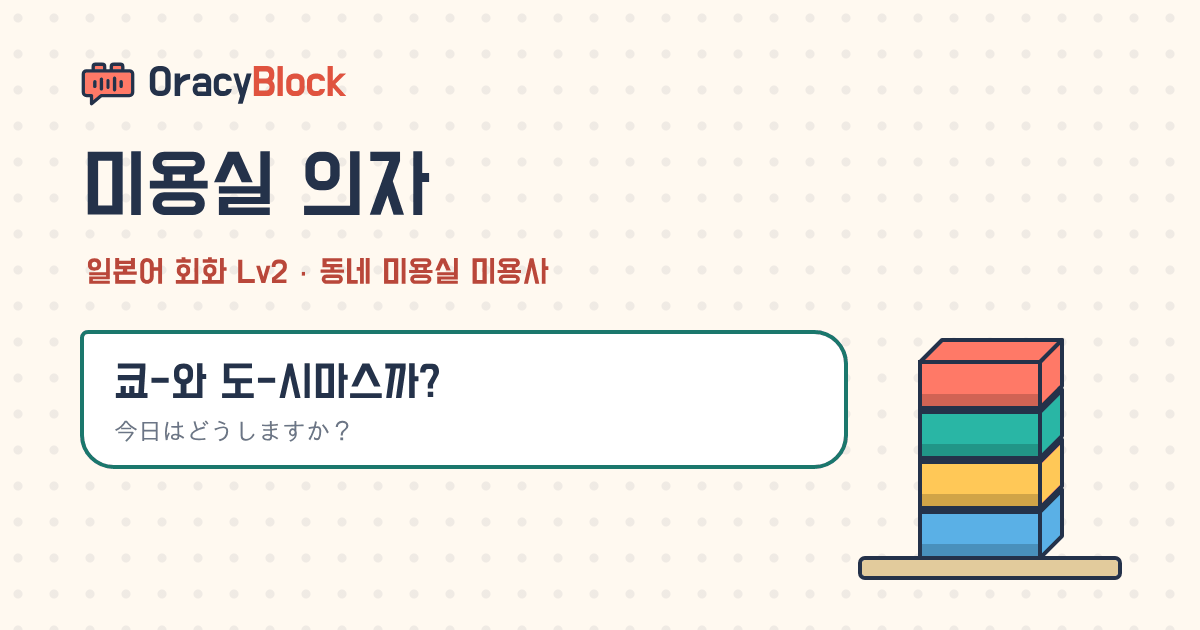 OracyBlock
미용실 의자
일본어 회화 Lv2 · 동네 미용실 미용사
쿄-와 도-시마스까?
今日はどうしますか？